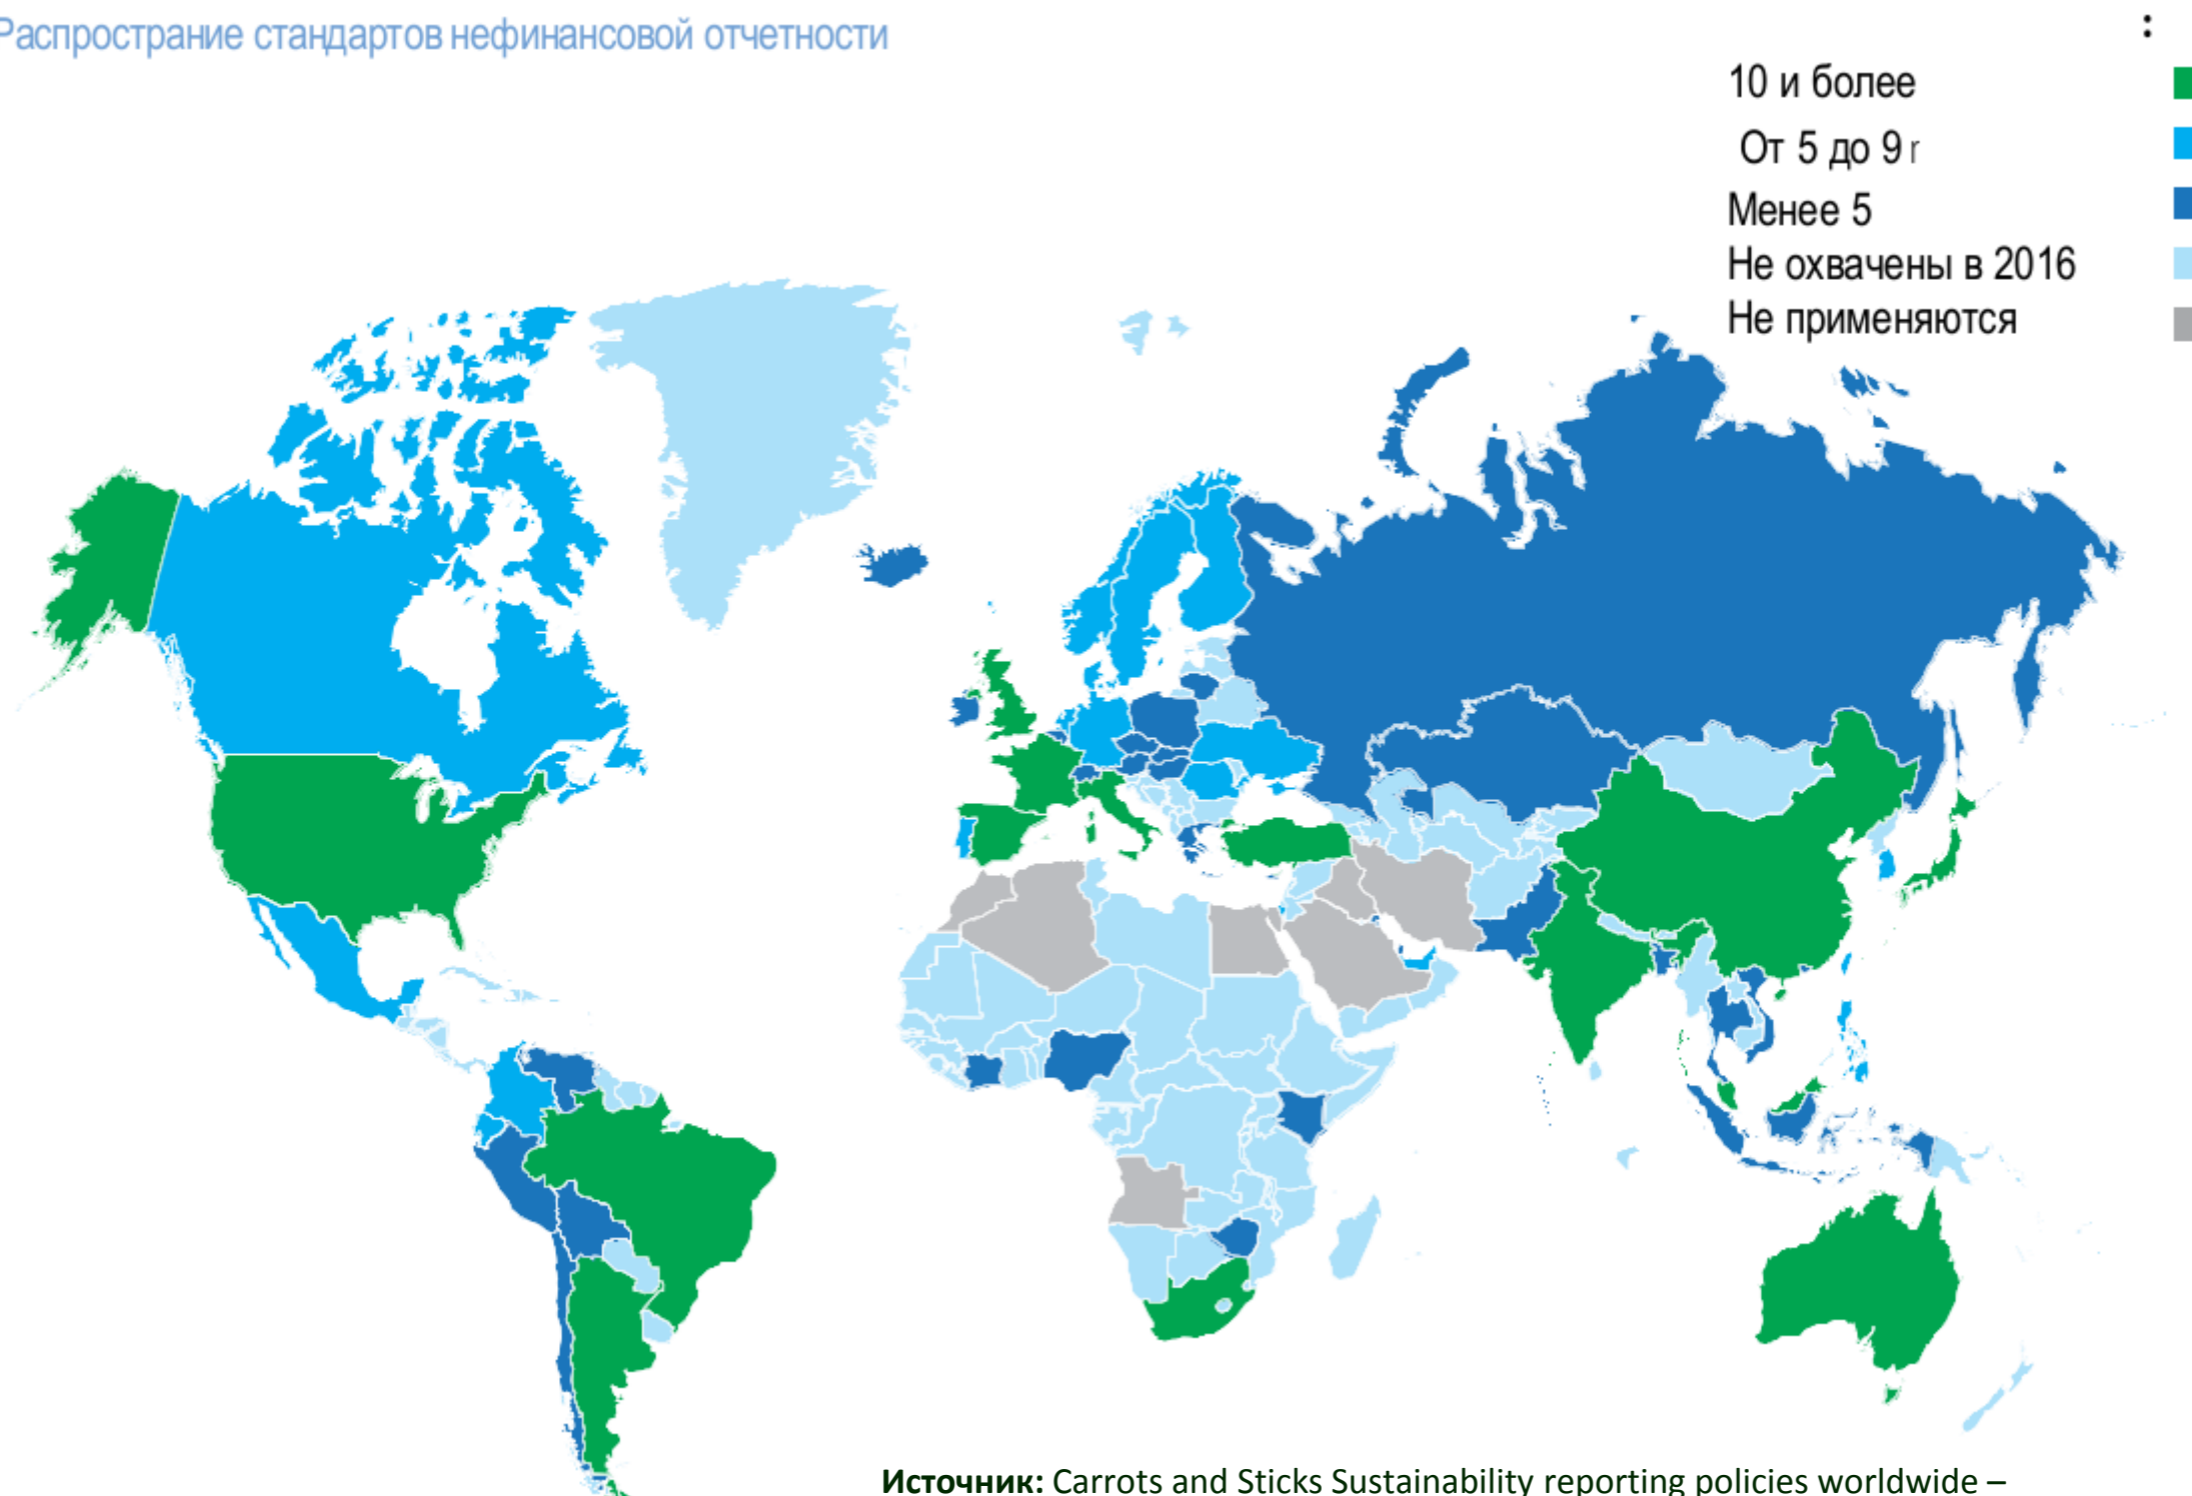 Распространие стандартов нефинансовой отчетности
:
10 и более
От 5 до 9 r
Менее 5
Не охвачены в 2016
Не применяются
Источник: Carrots and Sticks Sustainability reporting policies worldwide –